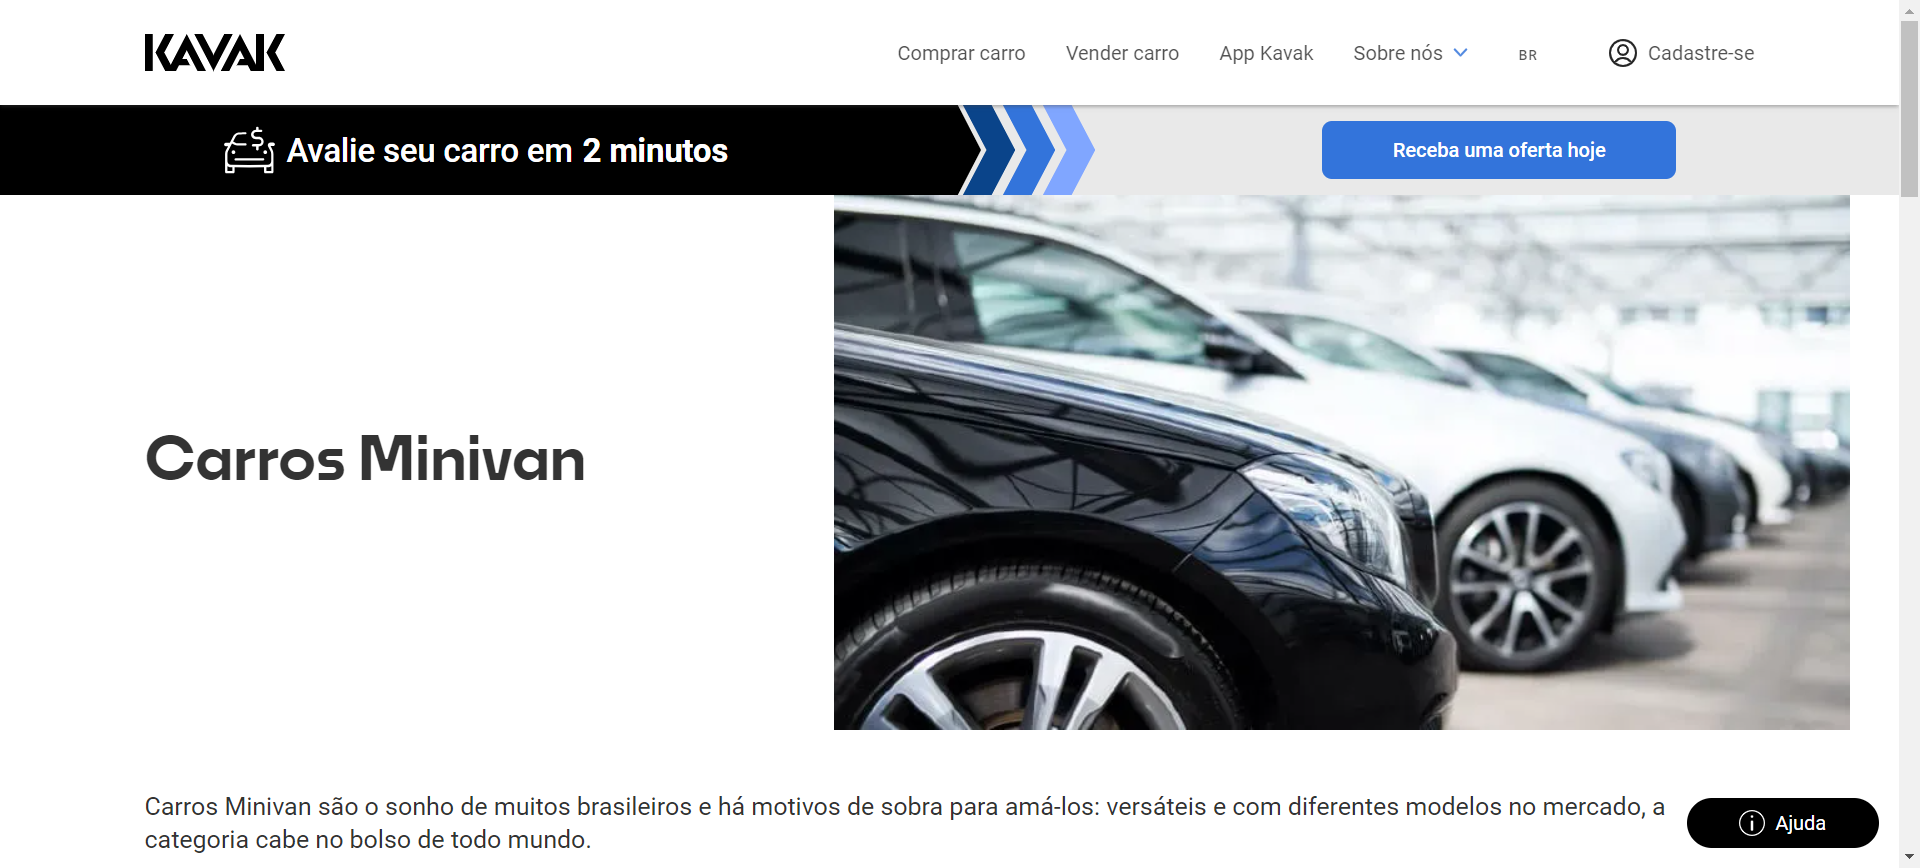 KAVAK
Comprar carro
Vender carro
App Kavak
Sobre nós
BR
Cadastre-se
Avalie seu carro em 2 minutos
Receba uma oferta hoje
Carros Minivan
Carros Minivan são o sonho de muitos brasileiros e há motivos de sobra para amá-los: versáteis e com diferentes modelos no mercado, a
categoria cabe no bolso de todo mundo.
Ajuda